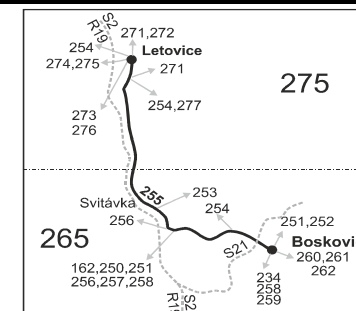 S2
R19
271,272
254
Letovice
274,275
271
275
254,277
273
276
255
253
Svitávka
254
256
251,252
265
S21
Boskovi
260,261
262
162,250,251
256,257,258
234
258
259
S2
R19